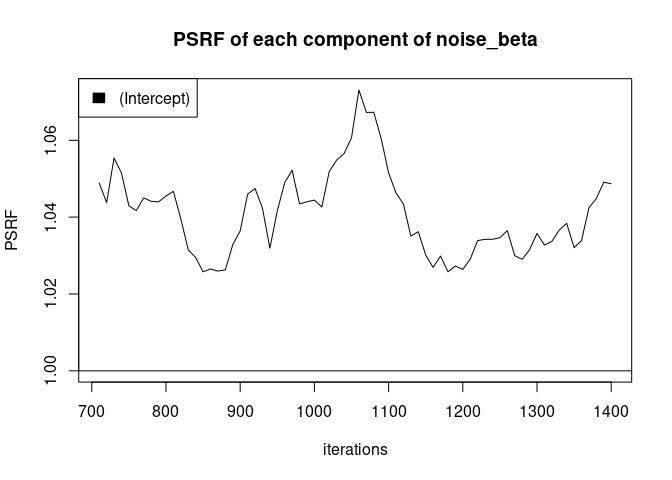 PSRF of each component of noise_beta
(Intercept)
PSRF
1.06
1.04
1.02
1.00
700 800 900 1000 1100 1200 1300 1400
iterations